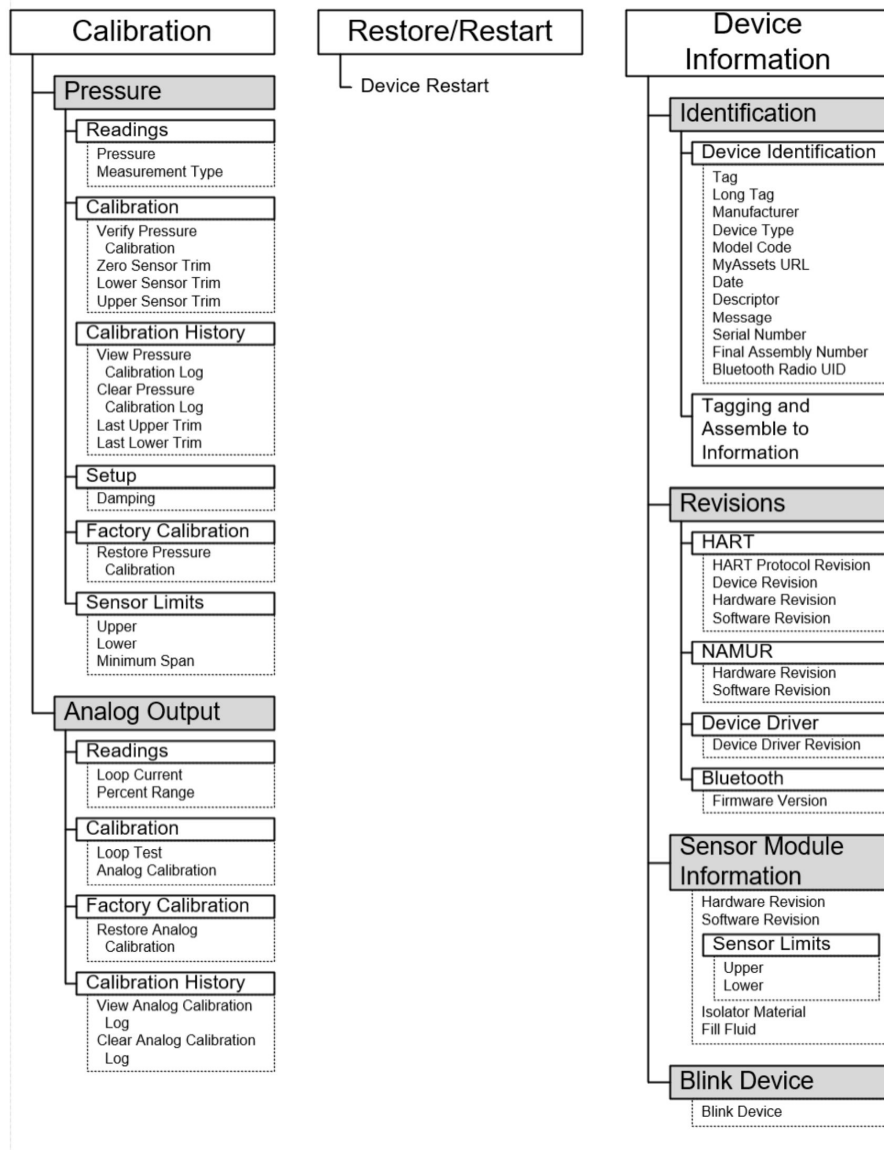 Calibration
Pressure
Readings
Pressure
Measurement Type
Calibration
Verify Pressure
Calibration
Zero Sensor Trim
Lower Sensor Trim
Upper Sensor Trim
Calibration History
View Pressure
Calibration Log
Clear Pressure
Calibration Log
Last Upper Trim
Last Lower Trim
Setup
Damping
Factory Calibration
Restore Pressure
Calibration
Sensor Limits
Upper
Lower
Minimum Span
Analog Output
Readings
Loop Current
Percent Range
Calibration
Loop Test
Analog Calibration
Factory Calibration
Restore Analog
Calibration
Calibration History
View Analog Calibration
Log
Clear Analog Calibration
Log
Restore/Restart
Device Restart
Device
Information
Identification
Device Identification
Tag
Long Tag
Manufacturer
Device Type
Model Code
MyAssets URL
Date
Descriptor
Message
Serial Number
Final Assembly Number
Bluetooth Radio UID
Tagging and
Assemble to
Information
Revisions
HART
HART Protocol Revision
Device Revision
Hardware Revision
Software Revision
NAMUR
Hardware Revision
Software Revision
Device Driver
Device Driver Revision
Bluetooth
Firmware Version
Sensor Module
Information
Hardware Revision
Software Revision
Sensor Limits
Upper
Lower
Isolator Material
Fill Fluid
Blink Device
Blink Device